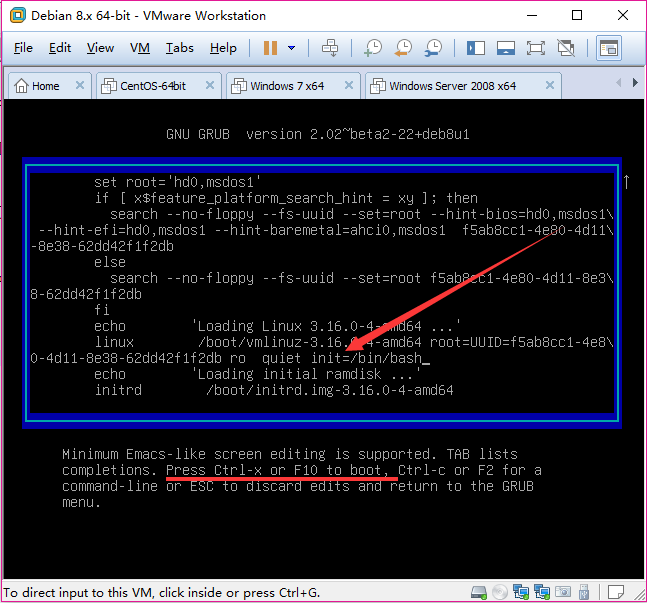 Debian 8.x 64-bit - VMware Workstation
File Edit View VM Tabs Help
Home CentOS-64bit Windows 7 x64 Windows Server 2008 x64
GNU GRUB version 2.02~beta2-22+deb8u1
set root='hd0,msdos1'
if [ x$feature_platform_search_hint = xy ]; then
search --no-floppy --fs-uuid --set=root --hint-bios=hd0,msdos1\
--hint-efi=hd0,msdos1 --hint-baremetal=ahci0,msdos1 f5ab8cc1-4e80-4d11\
-8e38-62dd42f1f2db
else
search --no-floppy --fs-uuid --set=root f5ab8cc1-4e80-4d11-8e3\
8-62dd42f1f2db
fi
echo 'Loading Linux 3.16.0-4-amd64 ...'
linux /boot/vmlinuz-3.16.0-4-amd64 root=UUID=f5ab8cc1-4e8\
0-4d11-8e38-62dd42f1f2db ro quiet init=/bin/bash_
echo 'Loading initial ramdisk ...'
initrd /boot/initrd.img-3.16.0-4-amd64
Minimum Emacs-like screen editing is supported. TAB lists
completions. Press Ctrl-x or F10 to boot, Ctrl-c or F2 for a
command-line or ESC to discard edits and return to the GRUB
menu.
To direct input to this VM, click inside or press Ctrl+G.